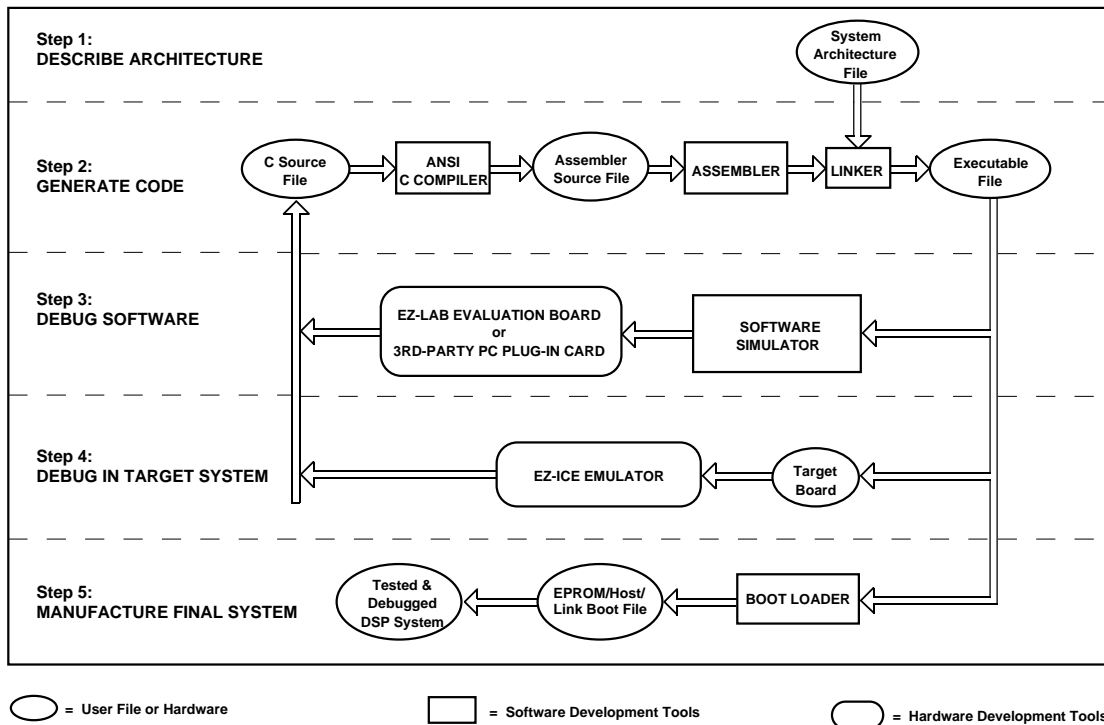 Step 1:
DESCRIBE ARCHITECTURE
System
Architecture
File
Step 2:
GENERATE CODE
C Source
File
ANSI
C COMPILER
Assembler
Source File
ASSEMBLER
LINKER
Executable
File
Step 3:
DEBUG SOFTWARE
EZ-LAB EVALUATION BOARD
or
3RD-PARTY PC PLUG-IN CARD
SOFTWARE
SIMULATOR
Step 4:
DEBUG IN TARGET SYSTEM
EZ-ICE EMULATOR
Target
Board
Step 5:
MANUFACTURE FINAL SYSTEM
Tested &
Debugged
DSP System
EPROM/Host/
Link Boot File
BOOT LOADER
= User File or Hardware
= Software Development Tools
= Hardware Development Tools